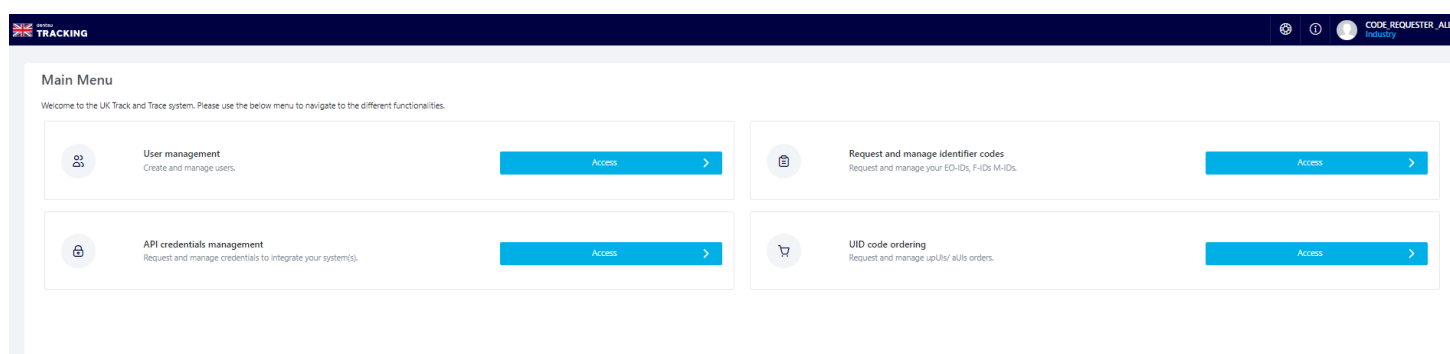 dentsu
TRACKING
CODE_REQUESTER_ALI
Industry
Main Menu
Welcome to the UK Track and Trace system. Please use the below menu to navigate to the different functionalities.
User management
Create and manage users.
Access
Request and manage identifier codes
Request and manage your EO-IDs, F-IDs M-IDs.
Access
API credentials management
Request and manage credentials to integrate your system(s).
Access
UID code ordering
Request and manage upUIs/ aUIs orders.
Access